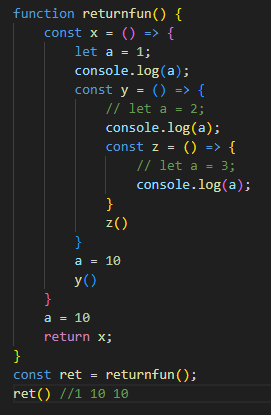 function returnfun() {
    const x = () => {
        let a = 1;
        console.log(a);
        const y = () => {
            // let a = 2;
            console.log(a);
            const z = () => {
                // let a = 3;
                console.log(a);
            }
            z()
        }
        a = 10
        y()
    }
    a = 10
    return x;
}
const ret = returnfun();
ret() //1 10 10